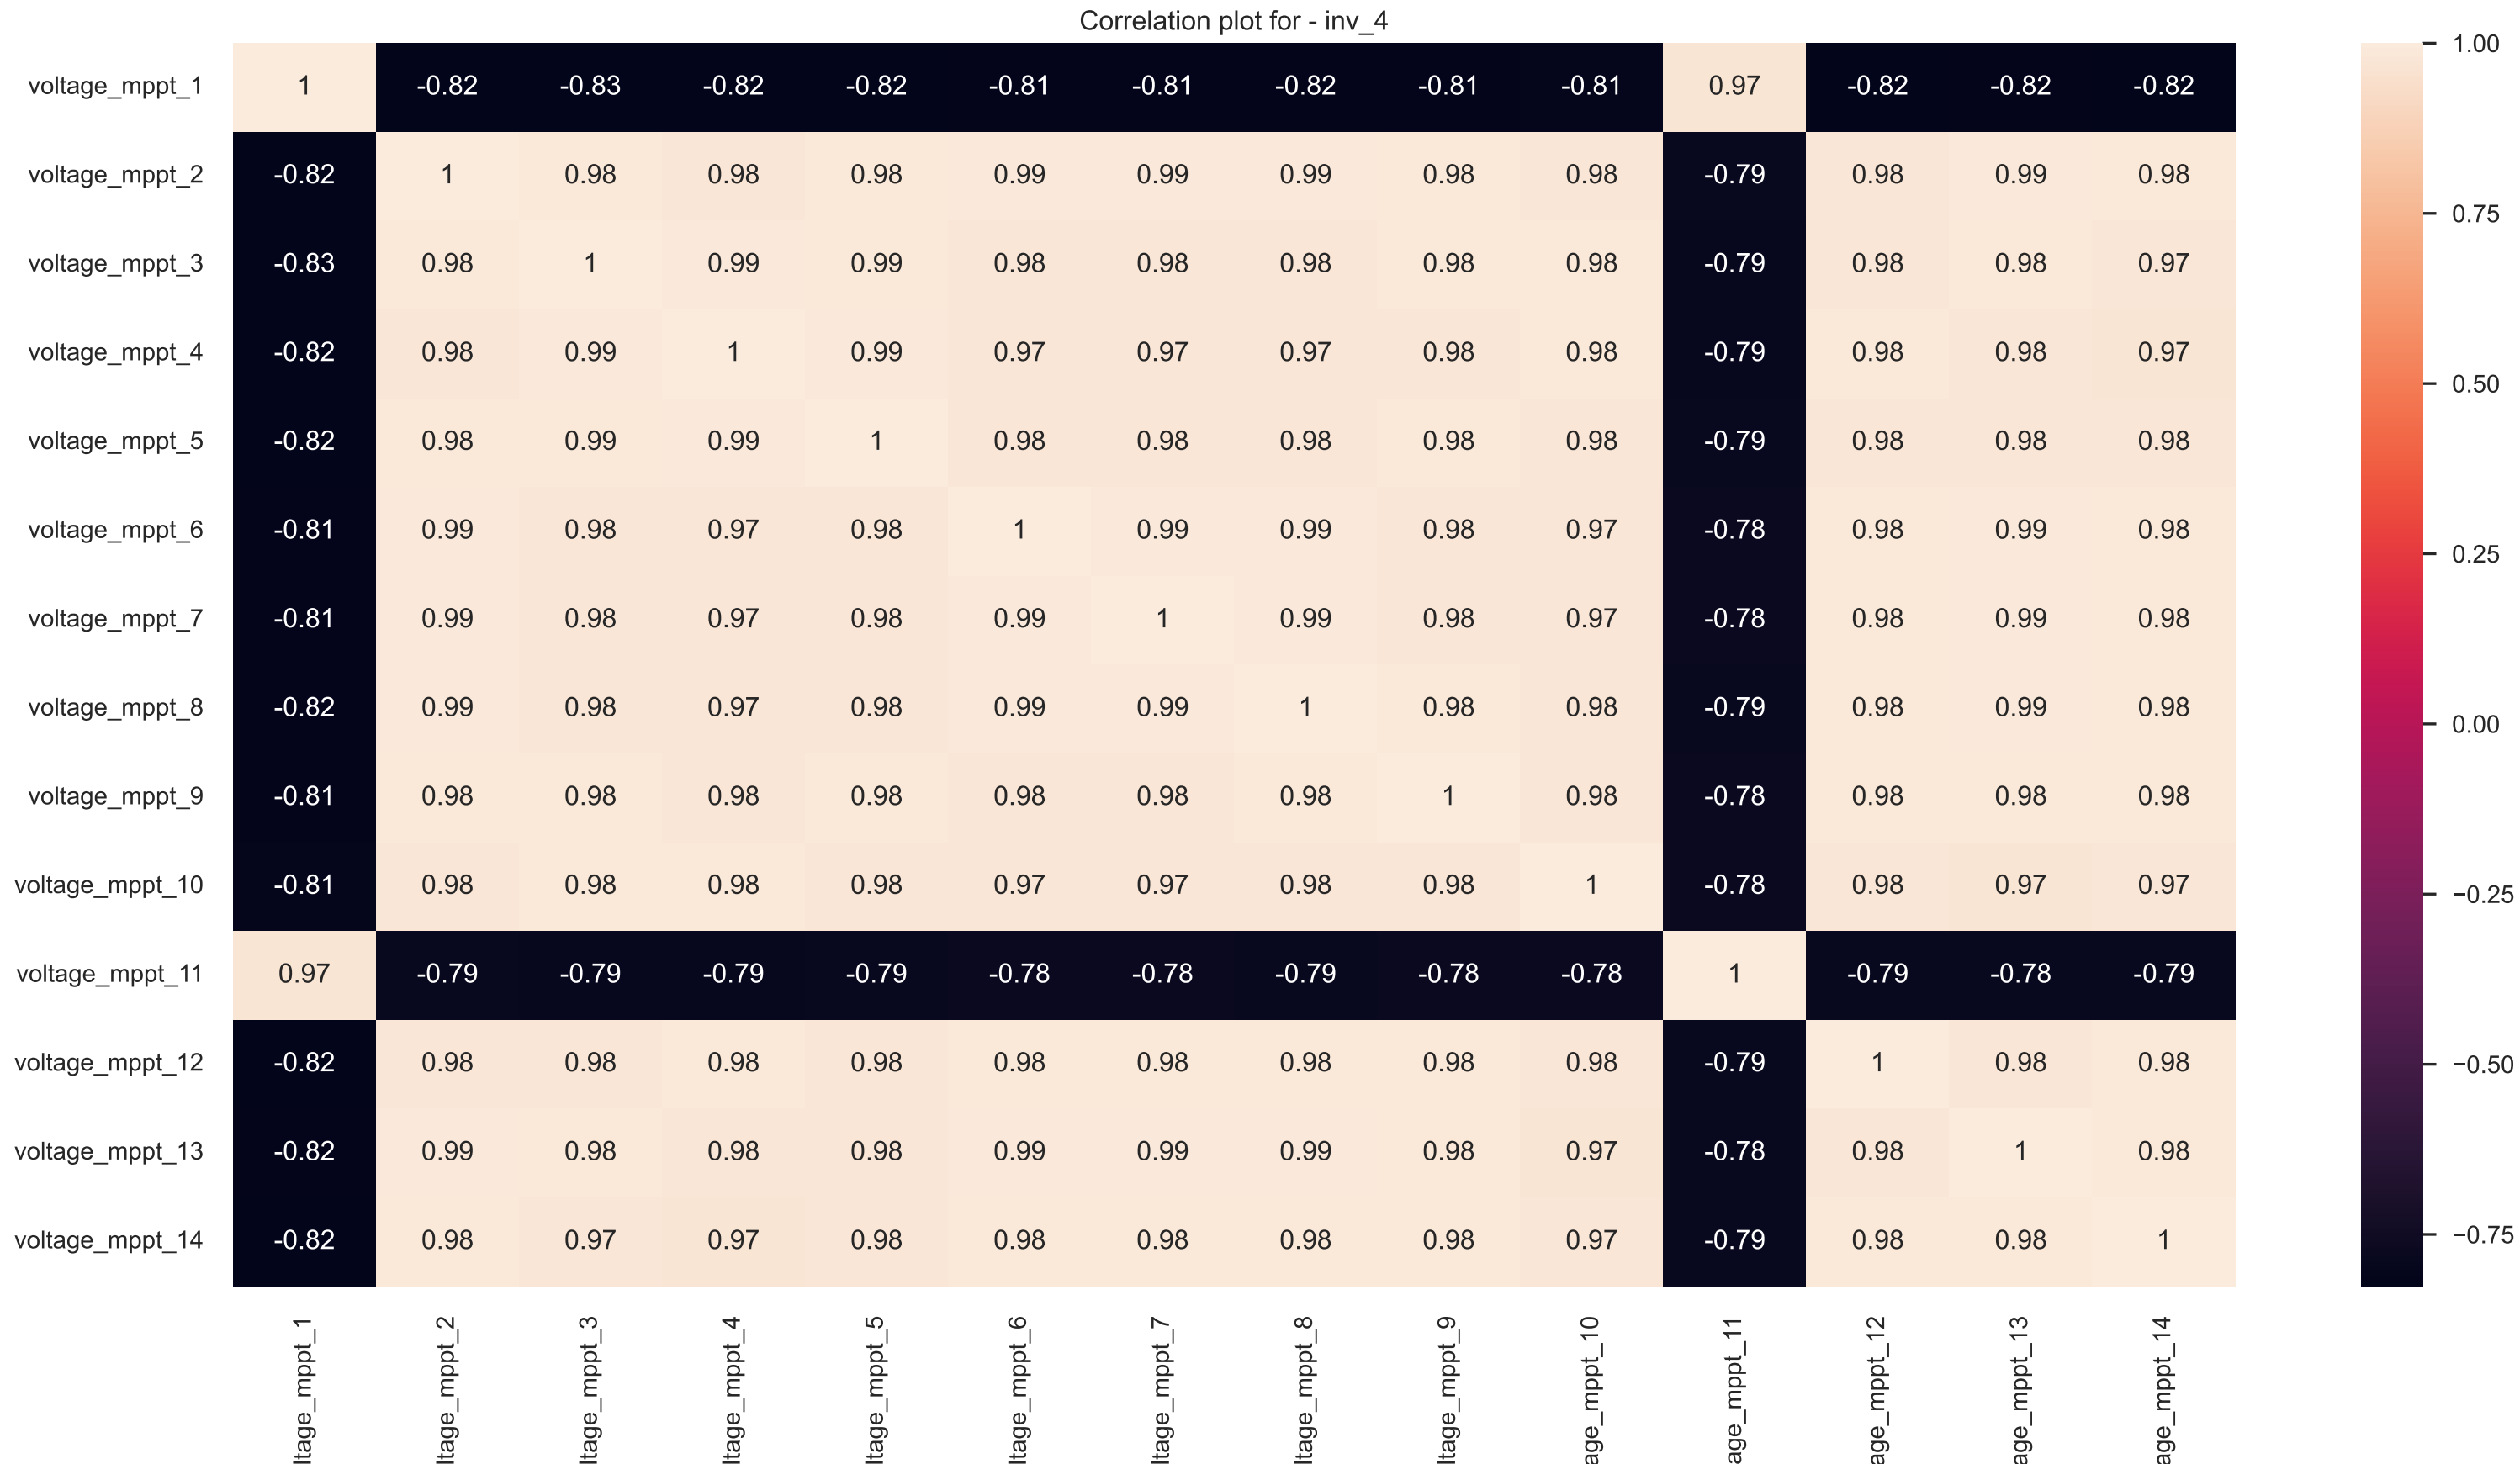 Correlation plot for - inv_4
voltage_mppt_1 1 -0.82 -0.83 -0.82 -0.82 -0.81 -0.81 -0.82 -0.81 -0.81 0.97 -0.82 -0.82 -0.82
voltage_mppt_2 -0.82 1 0.98 0.98 0.98 0.99 0.99 0.99 0.98 0.98 -0.79 0.98 0.99 0.98
voltage_mppt_3 -0.83 0.98 1 0.99 0.99 0.98 0.98 0.98 0.98 0.98 -0.79 0.98 0.98 0.97
voltage_mppt_4 -0.82 0.98 0.99 1 0.99 0.97 0.97 0.97 0.98 0.98 -0.79 0.98 0.98 0.97
voltage_mppt_5 -0.82 0.98 0.99 0.99 1 0.98 0.98 0.98 0.98 0.98 -0.79 0.98 0.98 0.98
voltage_mppt_6 -0.81 0.99 0.98 0.97 0.98 1 0.99 0.99 0.98 0.97 -0.78 0.98 0.99 0.98
voltage_mppt_7 -0.81 0.99 0.98 0.97 0.98 0.99 1 0.99 0.98 0.97 -0.78 0.98 0.99 0.98
voltage_mppt_8 -0.82 0.99 0.98 0.97 0.98 0.99 0.99 1 0.98 0.98 -0.79 0.98 0.99 0.98
voltage_mppt_9 -0.81 0.98 0.98 0.98 0.98 0.98 0.98 0.98 1 0.98 -0.78 0.98 0.98 0.98
voltage_mppt_10 -0.81 0.98 0.98 0.98 0.98 0.97 0.97 0.98 0.98 1 -0.78 0.98 0.97 0.97
voltage_mppt_11 0.97 -0.79 -0.79 -0.79 -0.79 -0.78 -0.78 -0.79 -0.78 -0.78 1 -0.79 -0.78 -0.79
voltage_mppt_12 -0.82 0.98 0.98 0.98 0.98 0.98 0.98 0.98 0.98 0.98 -0.79 1 0.98 0.98
voltage_mppt_13 -0.82 0.99 0.98 0.98 0.98 0.99 0.99 0.99 0.98 0.97 -0.78 0.98 1 0.98
voltage_mppt_14 -0.82 0.98 0.97 0.97 0.98 0.98 0.98 0.98 0.98 0.97 -0.79 0.98 0.98 1
ltage_mppt_1
ltage_mppt_2
ltage_mppt_3
ltage_mppt_4
ltage_mppt_5
ltage_mppt_6
ltage_mppt_7
ltage_mppt_8
ltage_mppt_9
age_mppt_10
age_mppt_11
age_mppt_12
age_mppt_13
age_mppt_14
1.00
0.75
0.50
0.25
0.00
−0.25
−0.50
−0.75